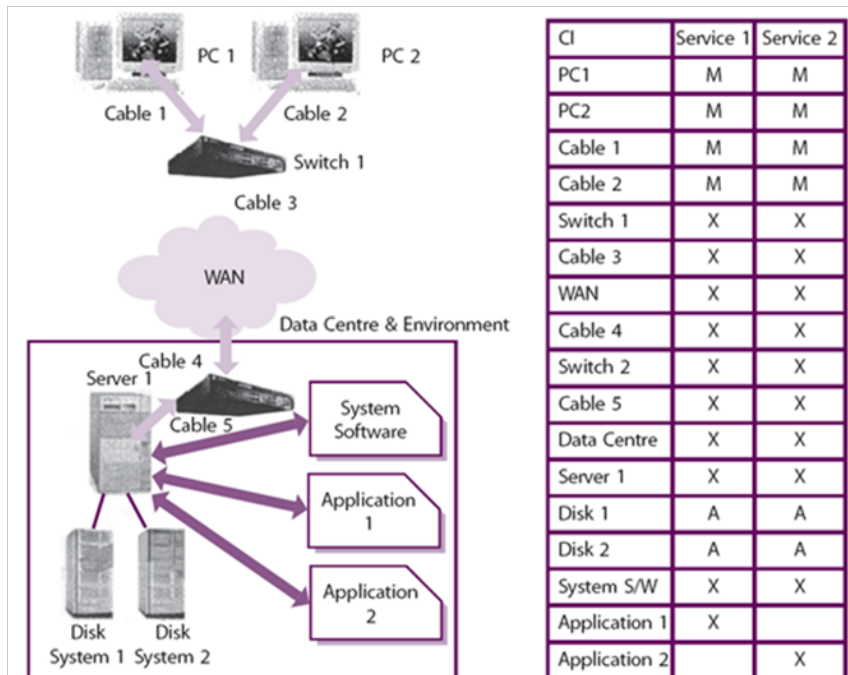 PC 1
PC 2
Cable 1
Cable 2
Switch 1
Cable 3
WAN
Data Centre & Environment
Cable 4
Server 1
Cable 5
System
Software
Application
1
Application
2
Disk
System 1
Disk
System 2
CI Service 1 Service 2
PC1 M M
PC2 M M
Cable 1 M M
Cable 2 M M
Switch 1 X X
Cable 3 X X
WAN X X
Cable 4 X X
Switch 2 X X
Cable 5 X X
Data Centre X X
Server 1 X X
Disk 1 A A
Disk 2 A A
System S/W X X
Application 1 X
Application 2 X